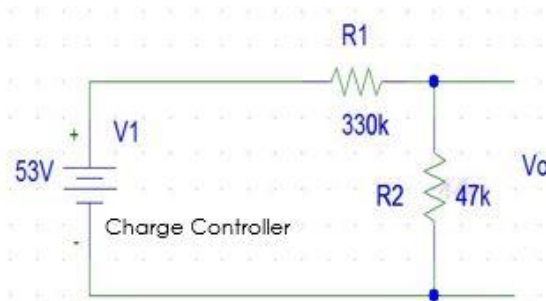 R1
330k
+
V1
53V
R2
47k
Vo
-
Charge Controller